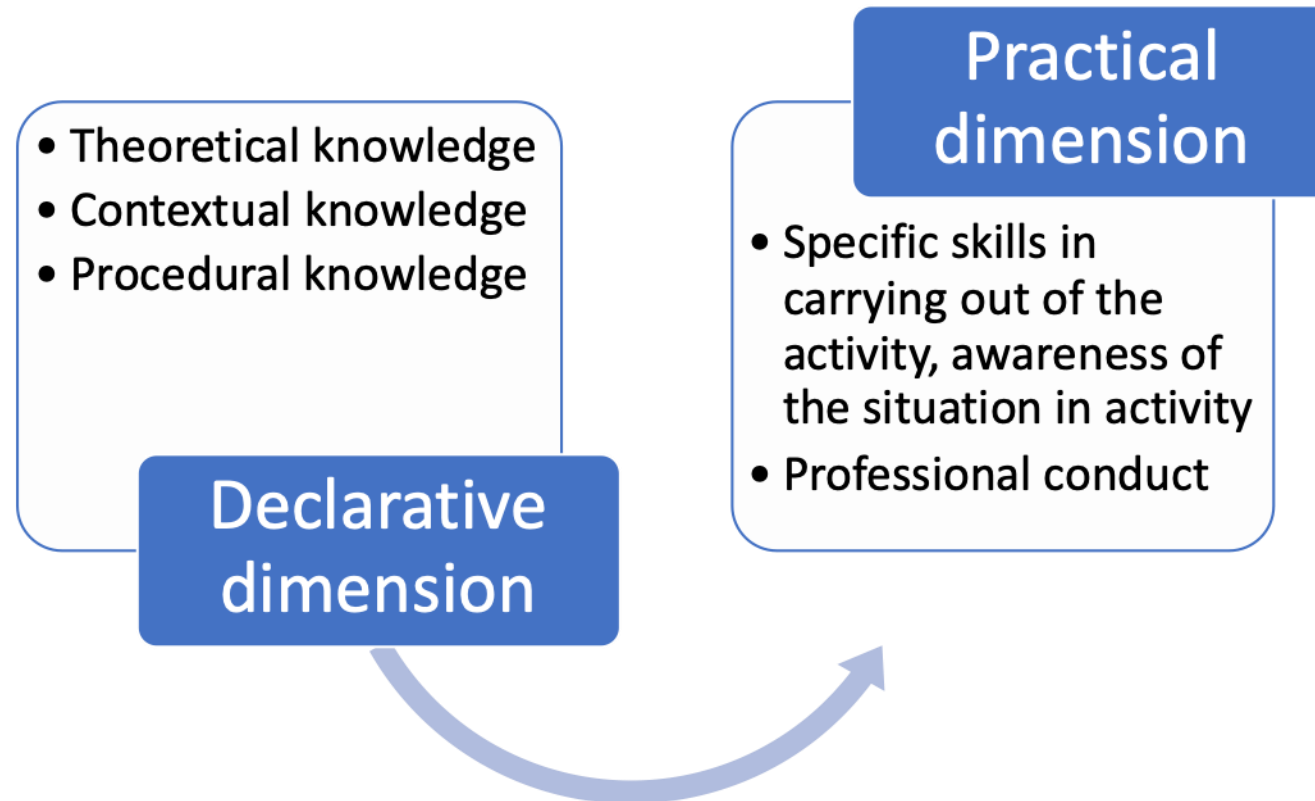 • Theoretical knowledge
• Contextual knowledge
• Procedural knowledge
Declarative
dimension
Practical
dimension
• Specific skills in
carrying out of the
activity, awareness of
the situation in activity
• Professional conduct